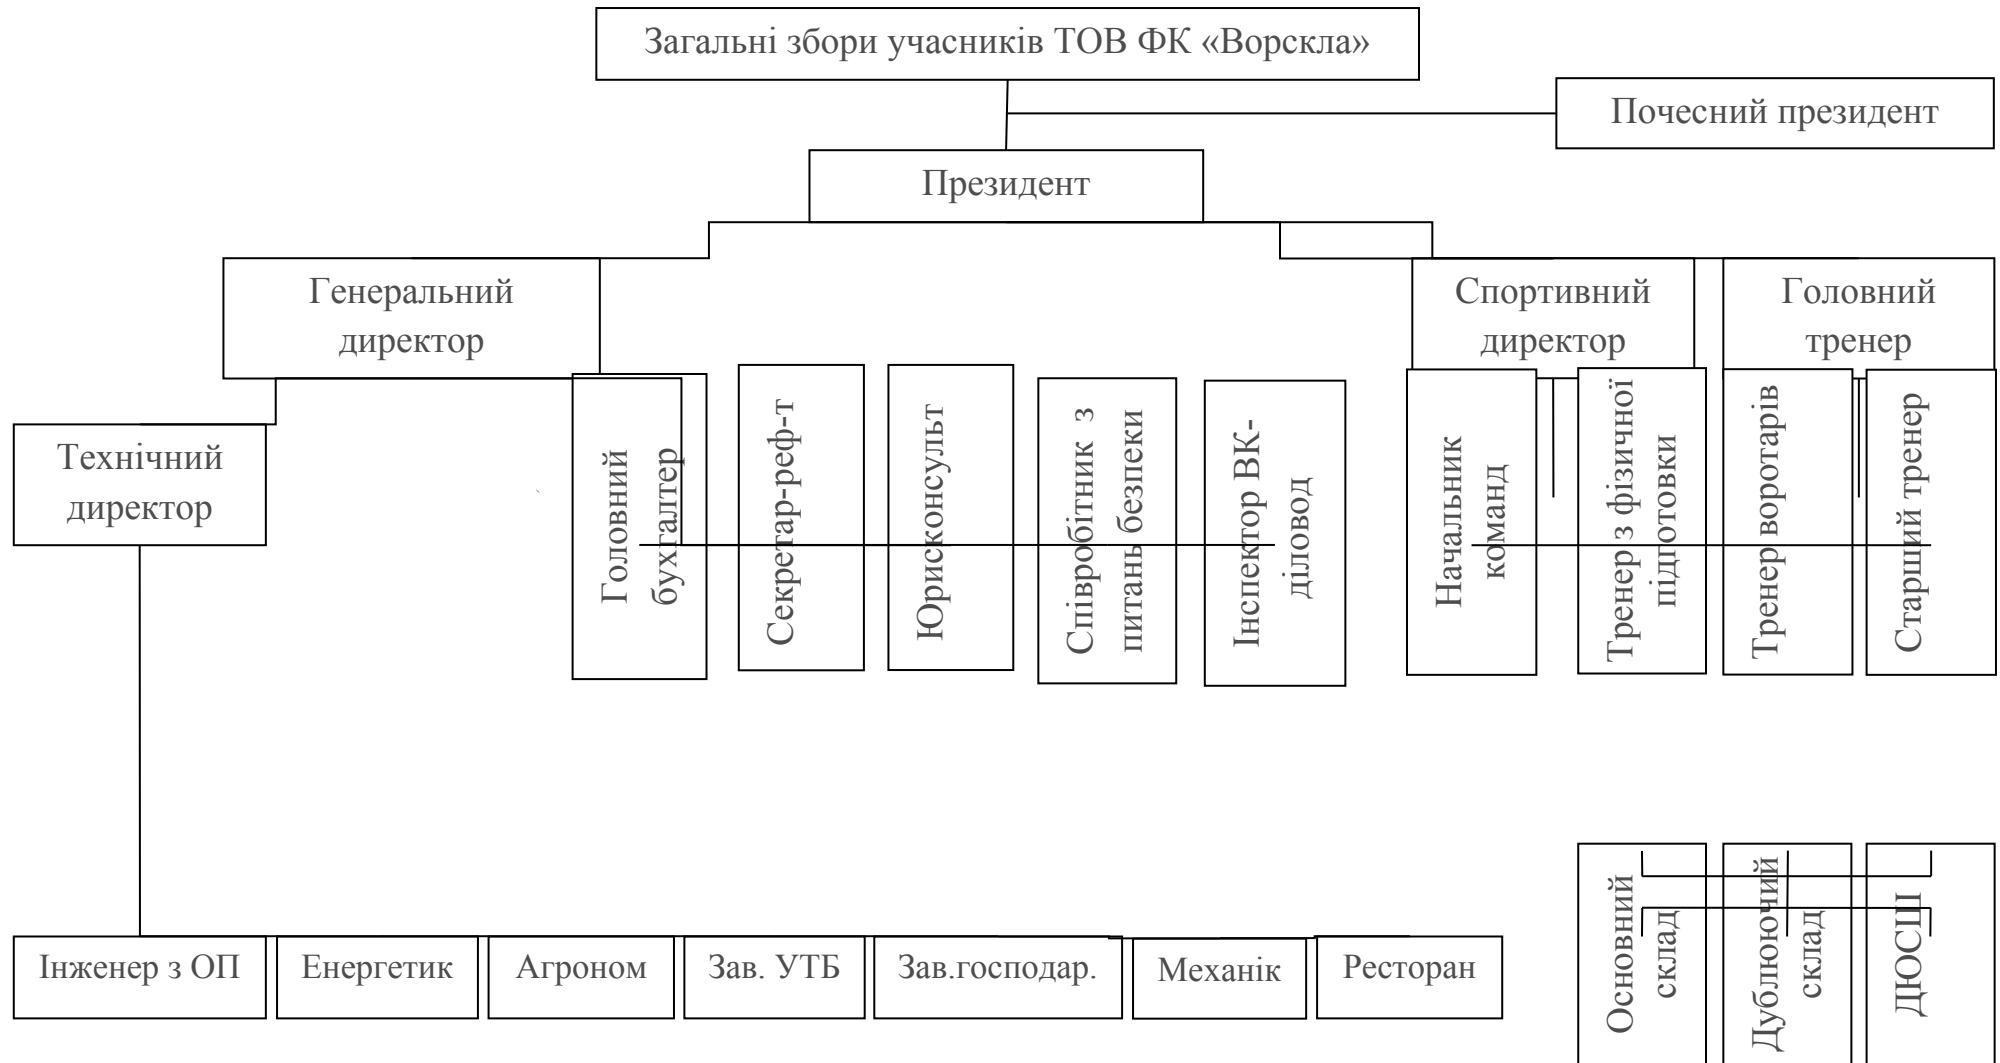 Загальні збори учасників ТОВ ФК «Ворскла»
Почесний президент
Президент
Генеральний
директор
Спортивний
директор
Головний
тренер
Технічний
директор
Головний
бухгалтер
Секретар-реф-т
Юрисконсульт
Співробітник з
питань безпеки
Інспектор ВК-
діловод
Начальник
команд
Тренер з фізичної
підготовки
Тренер воротарів
Старший тренер
Інженер з ОП
Енергетик
Агроном
Зав. УТБ
Зав.господар.
Механік
Ресторан
Основний
склад
Дублюючий
склад
ДЮСШ